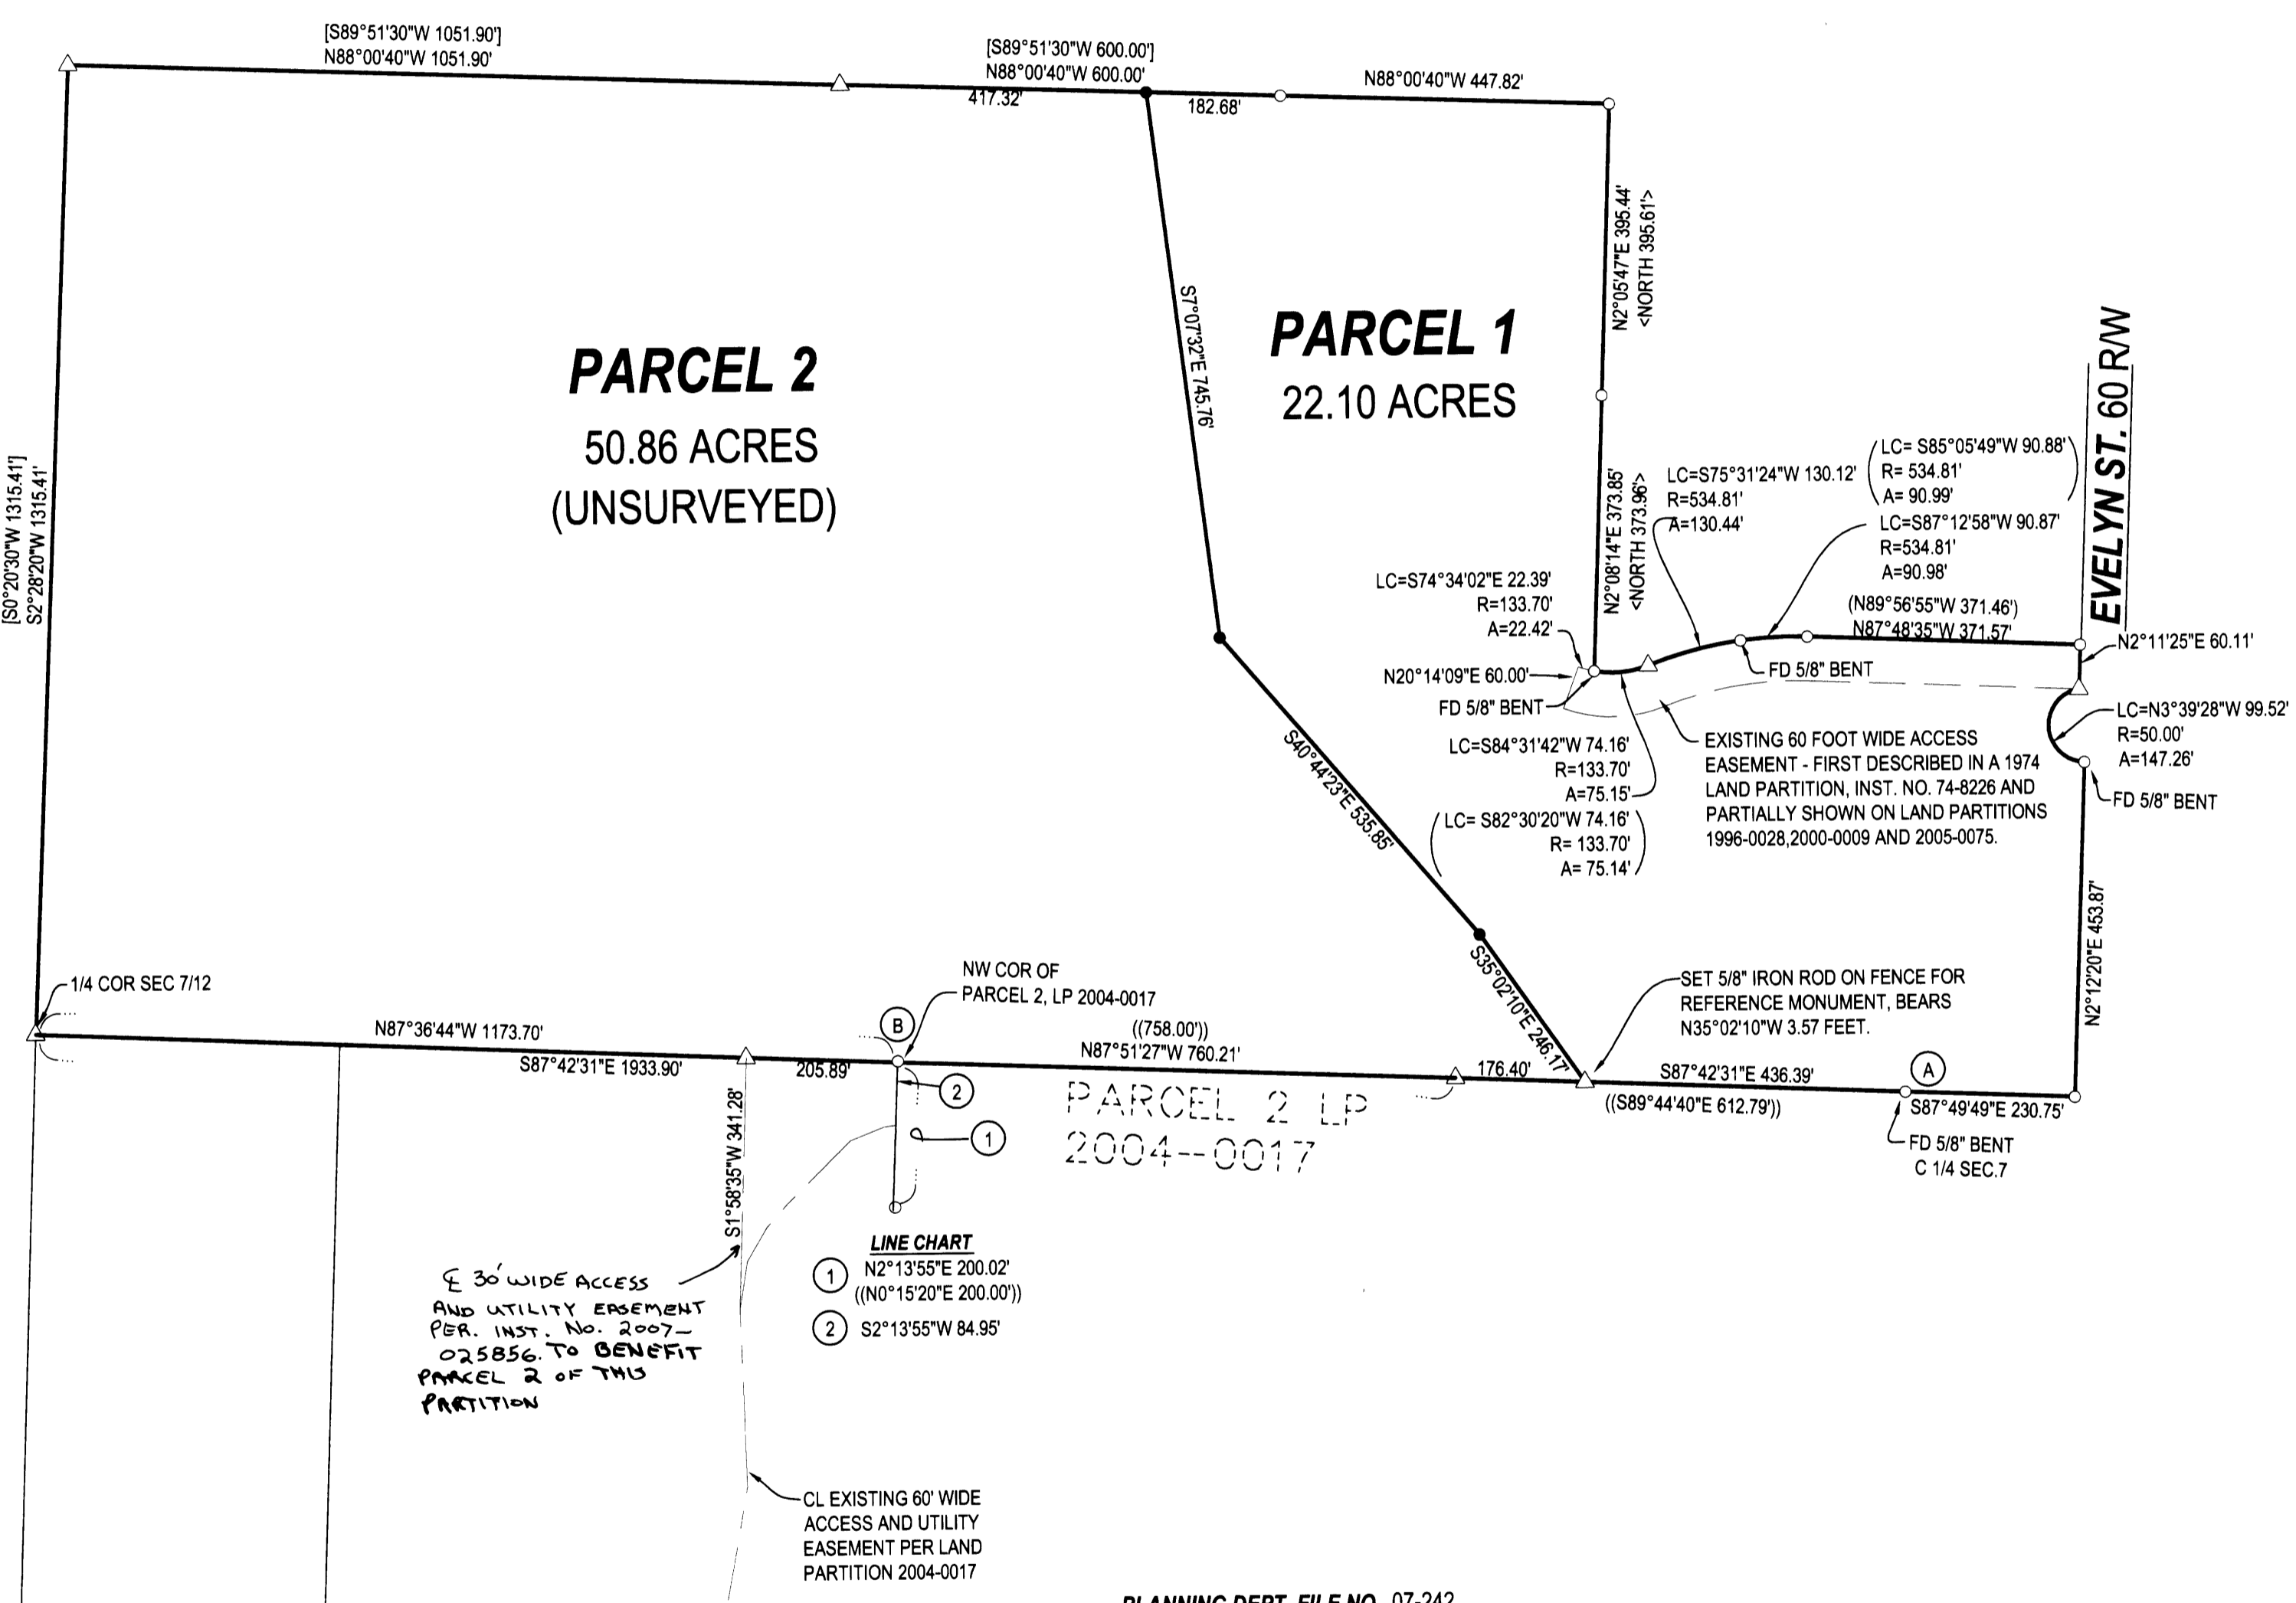 [S89°51'30"W 1051.90']
N88°00'40"W 1051.90'
[S89°51'30"W 600.00']
N88°00'40"W 600.00'
417.32'
182.68'
N88°00'40"W 447.82'
N2°05'47"E 395.44'
<NORTH 395.61'>
S7°07'32"E 745.76'
PARCEL 1
22.10 ACRES
PARCEL 2
50.86 ACRES
(UNSURVEYED)
[S0°20'30"W 1315.41']
S2°28'20"W 1315.41'
EVELYN ST. 60 R/W
N2°08'14"E 373.85'
<NORTH 373.96'>
LC=S75°31'24"W 130.12'
R=534.81'
A=130.44'
(LC= S85°05'49"W 90.88'
R= 534.81'
A= 90.99')
LC=S87°12'58"W 90.87'
R=534.81'
A=90.98'
(N89°56'55"W 371.46')
N87°48'35"W 371.57'
N2°11'25"E 60.11'
LC=S74°34'02"E 22.39'
R=133.70'
A=22.42'
N20°14'09"E 60.00'
FD 5/8" BENT
FD 5/8" BENT
LC=N3°39'28"W 99.52'
R=50.00'
A=147.26'
FD 5/8" BENT
LC=S84°31'42"W 74.16'
R=133.70'
A=75.15'
(LC= S82°30'20"W 74.16'
R= 133.70'
A= 75.14')
EXISTING 60 FOOT WIDE ACCESS
EASEMENT - FIRST DESCRIBED IN A 1974
LAND PARTITION, INST. NO. 74-8226 AND
PARTIALLY SHOWN ON LAND PARTITIONS
1996-0028,2000-0009 AND 2005-0075.
S40°44'23"E 535.85'
S35°02'10"E 246.17'
N2°12'20"E 453.87'
SET 5/8" IRON ROD ON FENCE FOR
REFERENCE MONUMENT, BEARS
N35°02'10"W 3.57 FEET.
1/4 COR SEC 7/12
NW COR OF
PARCEL 2, LP 2004-0017
B
N87°36'44"W 1173.70'
S87°42'31"E 1933.90'
205.89'
((758.00'))
N87°51'27"W 760.21'
176.40'
S87°42'31"E 436.39'
((S89°44'40"E 612.79'))
A
S87°49'49"E 230.75'
FD 5/8" BENT
C 1/4 SEC.7
2
1
PARCEL 2 LP
2004--0017
S1°58'35"W 341.28'
LINE CHART
1 N2°13'55"E 200.02'
((N0°15'20"E 200.00'))
2 S2°13'55"W 84.95'
℄ 30' WIDE ACCESS
AND UTILITY EASEMENT
PER. INST. No. 2007-
025856. TO BENEFIT
PARCEL 2 OF THIS
PARTITION
CL EXISTING 60' WIDE
ACCESS AND UTILITY
EASEMENT PER LAND
PARTITION 2004-0017
PLANNING DEPT. FILE NO. 07-242